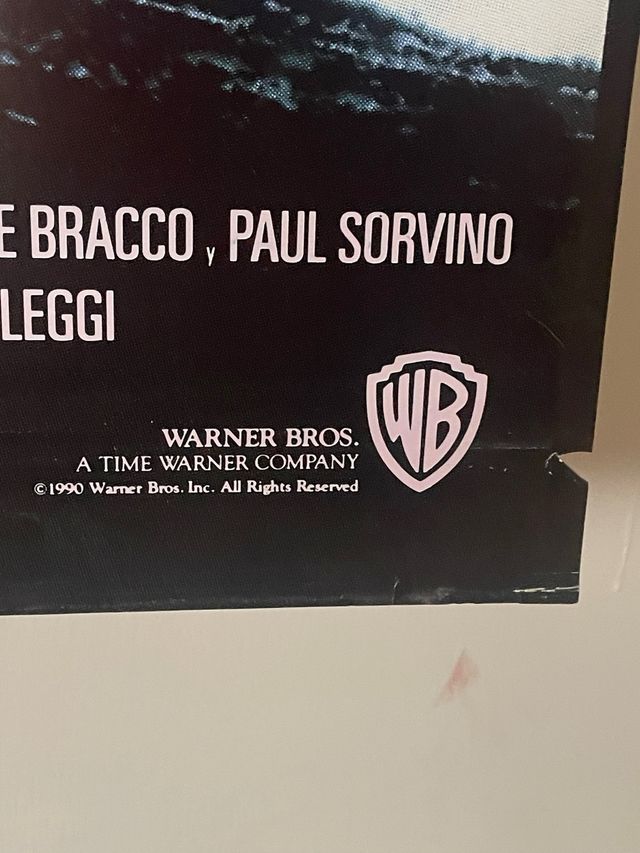 E BRACCO y PAUL SORVINO
LEGGI
WB
WARNER BROS.
A TIME WARNER COMPANY
©1990 Warner Bros. Inc. All Rights Reserved